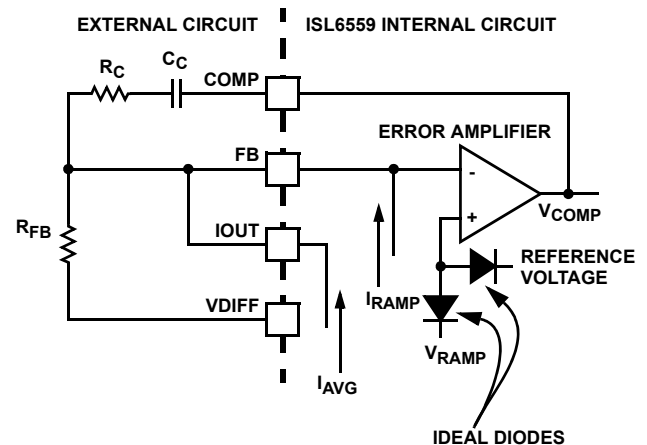 EXTERNAL CIRCUIT
ISL6559 INTERNAL CIRCUIT
RC
CC
COMP
ERROR AMPLIFIER
FB
-
+
VCOMP
RFB
IOUT
REFERENCE
VOLTAGE
IRAMP
VDIFF
VRAMP
IAVG
IDEAL DIODES